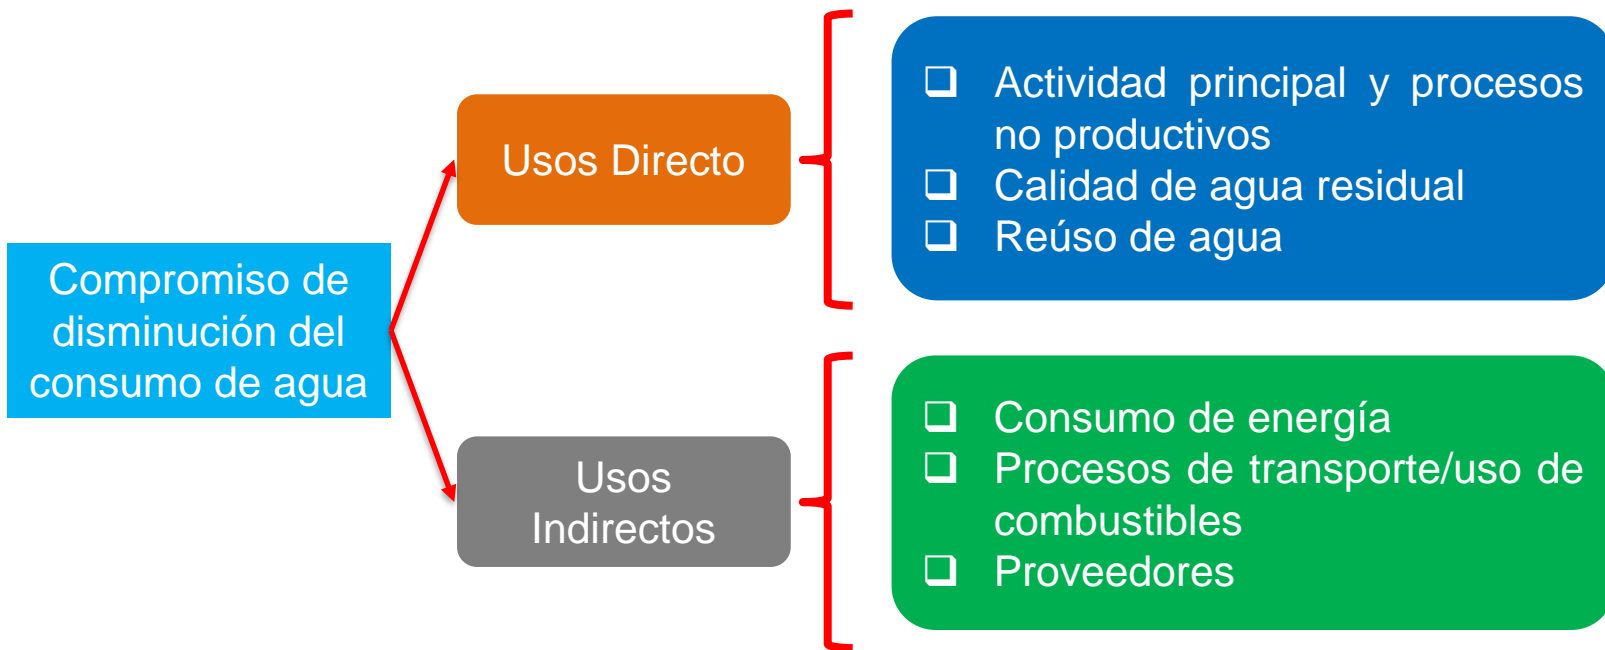 Compromiso de
disminución del
consumo de agua
Usos Directo
❑ Actividad principal y procesos
no productivos
❑ Calidad de agua residual
❑ Reúso de agua
Usos
Indirectos
❑ Consumo de energía
❑ Procesos de transporte/uso de
combustibles
❑ Proveedores